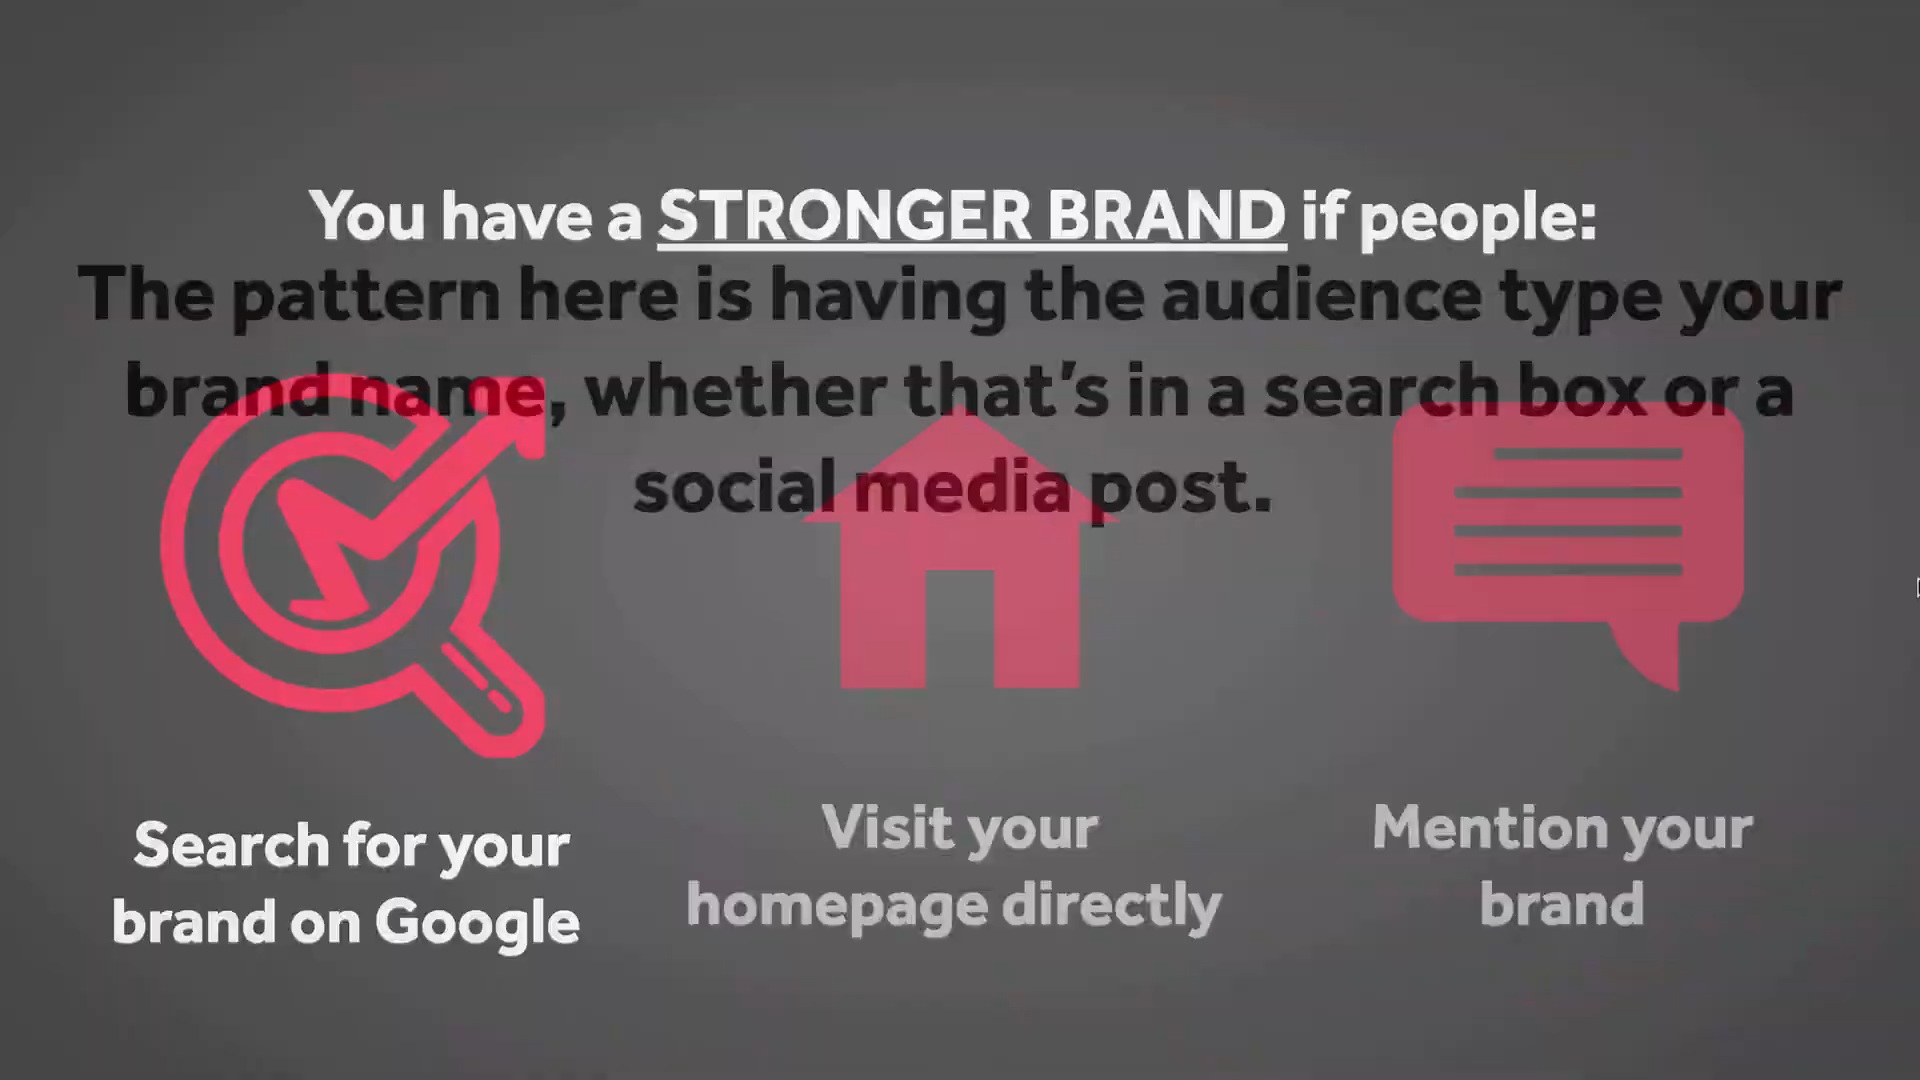 You have a STRONGER BRAND if people:
The pattern here is having the audience type your
brand name, whether that’s in a search box or a
social media post.
Search for your
brand on Google
Visit your
homepage directly
Mention your
brand